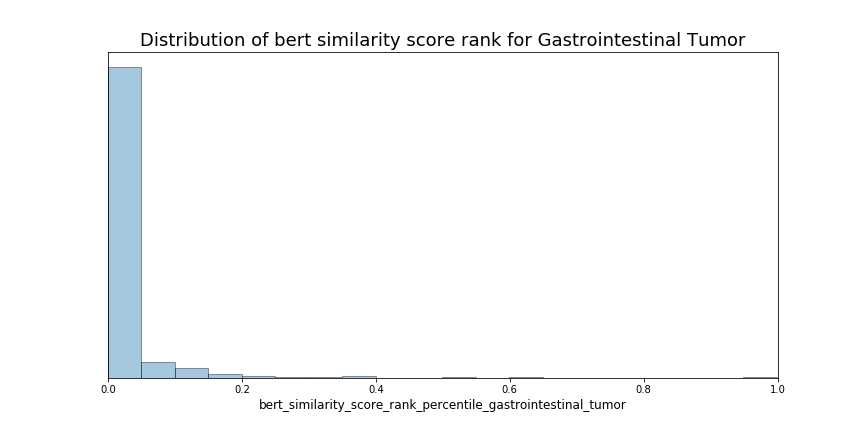 Distribution of bert similarity score rank for Gastrointestinal Tumor
0.0 0.2 0.4 0.6 0.8 1.0
bert_similarity_score_rank_percentile_gastrointestinal_tumor